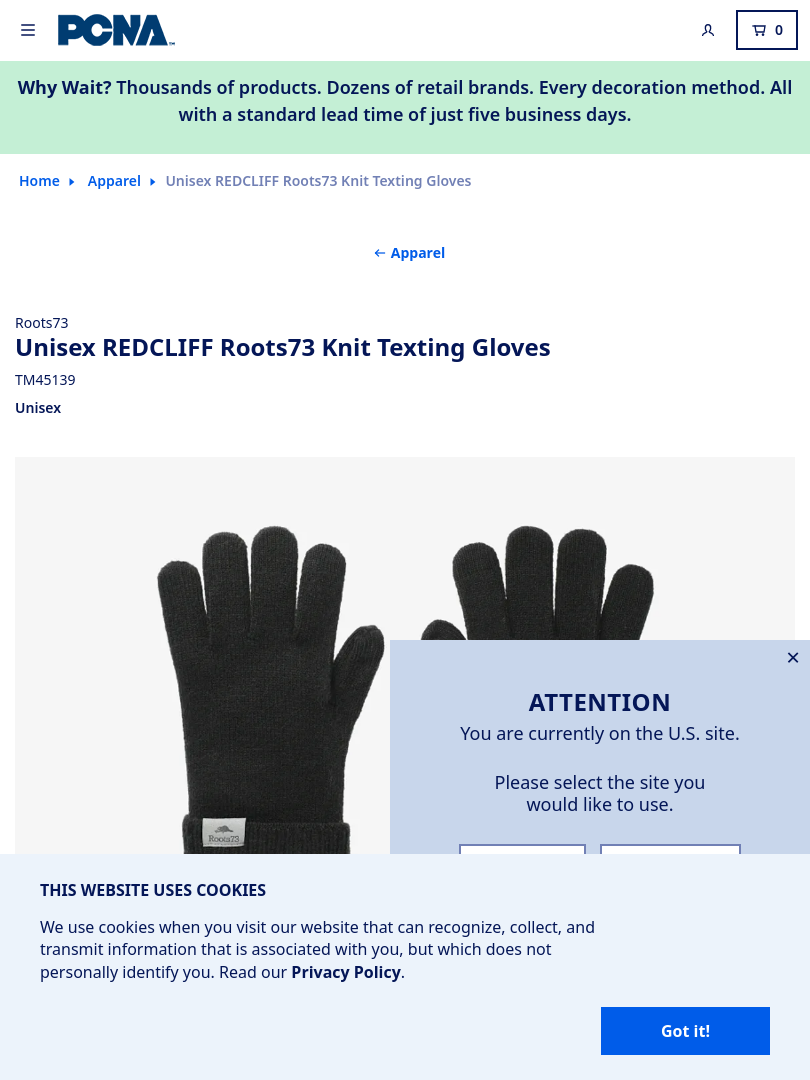 PCNA
0
Why Wait? Thousands of products. Dozens of retail brands. Every decoration method. All
with a standard lead time of just five business days.
Home
Apparel
Unisex REDCLIFF Roots73 Knit Texting Gloves
Apparel
Roots73
Unisex REDCLIFF Roots73 Knit Texting Gloves
TM45139
Unisex
Roots73
ATTENTION
You are currently on the U.S. site.
Please select the site you
would like to use.
THIS WEBSITE USES COOKIES
We use cookies when you visit our website that can recognize, collect, and
transmit information that is associated with you, but which does not
personally identify you. Read our Privacy Policy.
Got it!